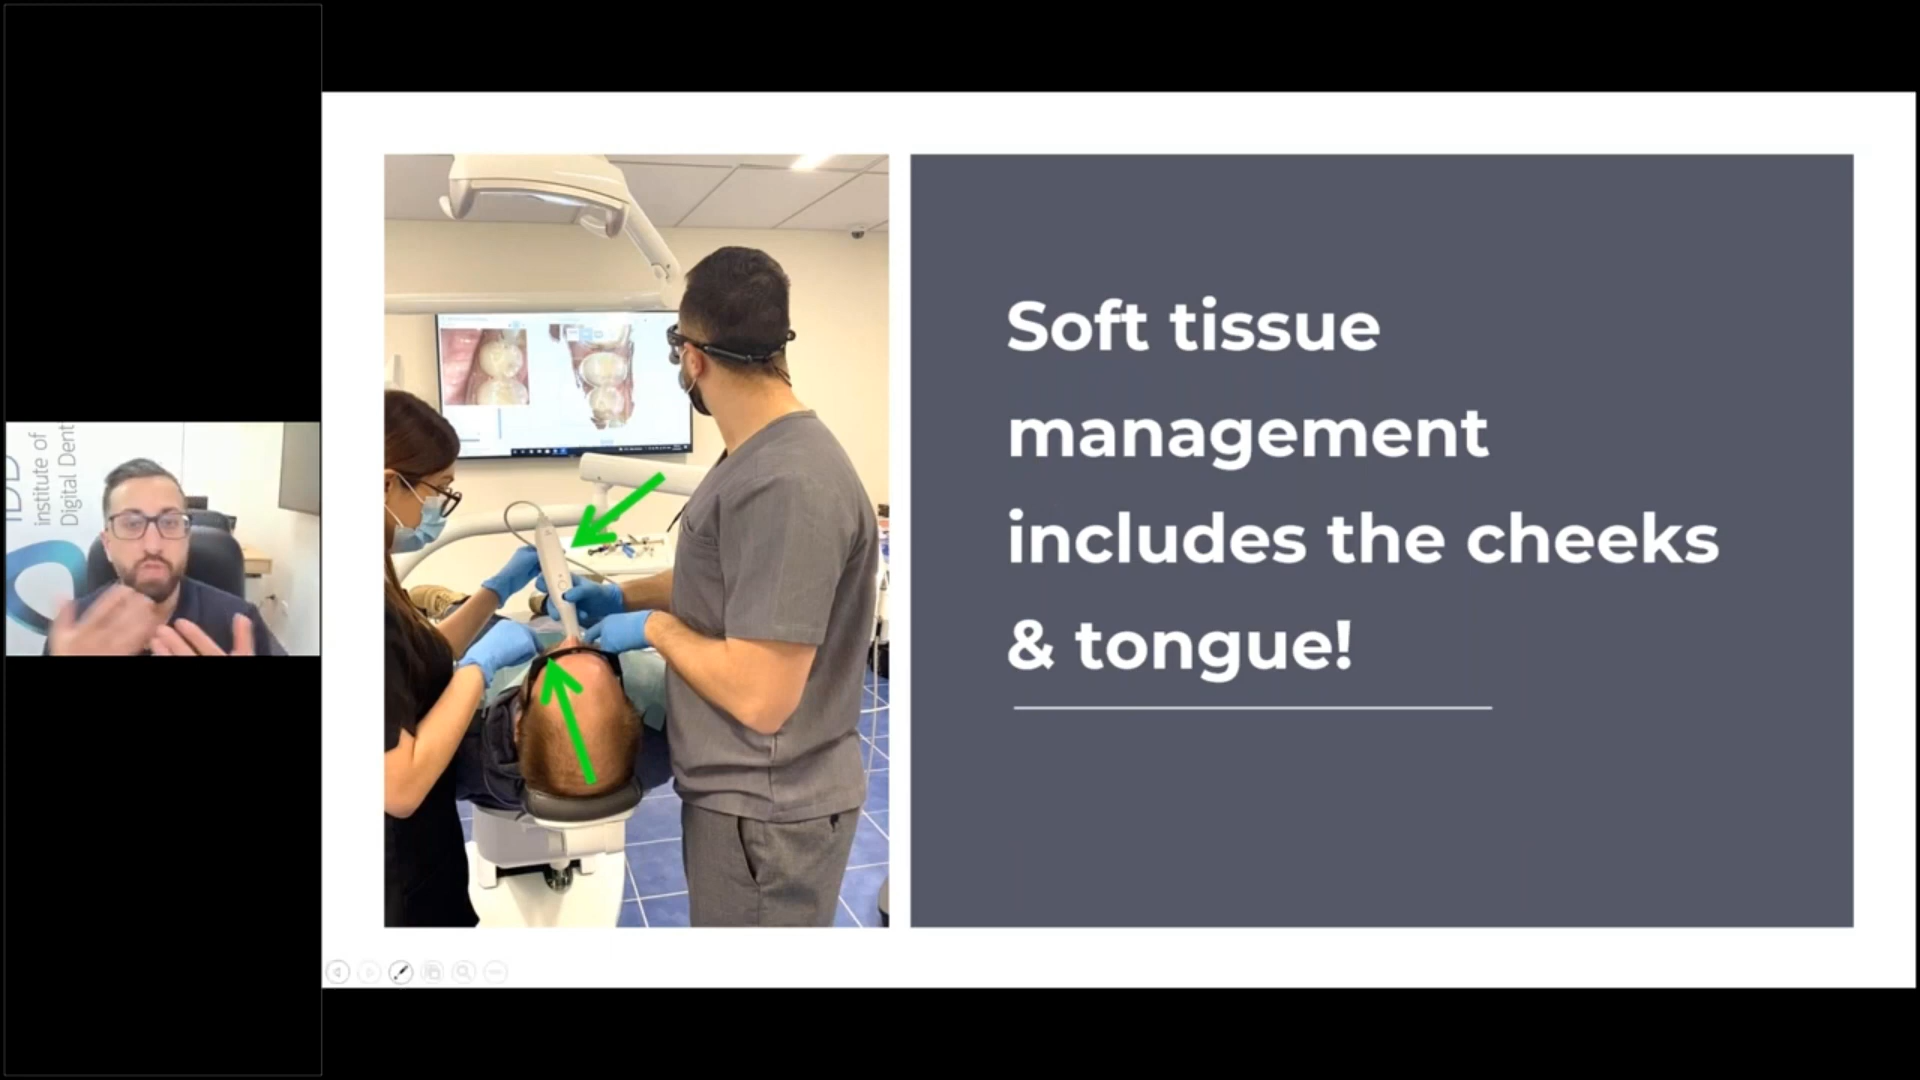 institute of
Digital Dent
Soft tissue
management
includes the cheeks
& tongue!